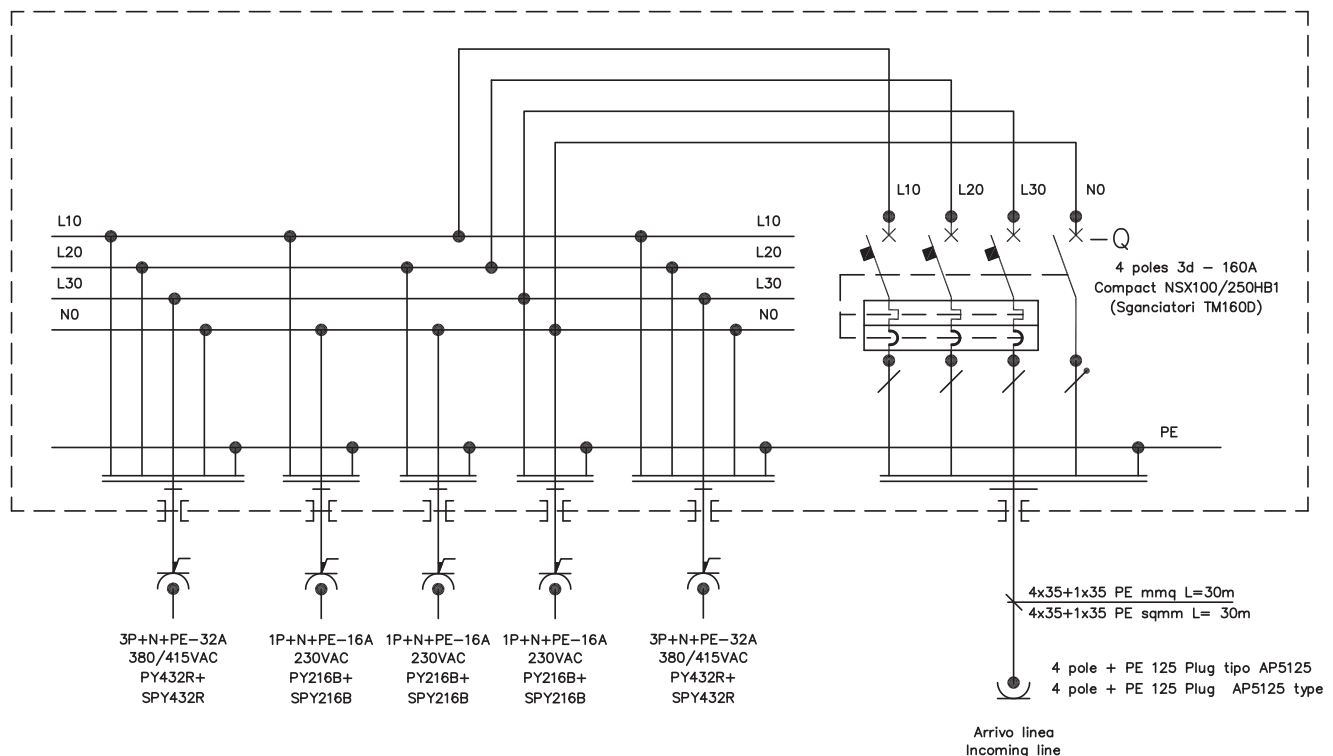 L10 L20 L30 N0
L10 L10
L20 L20
L30 L30
N0 N0
Q
4 poles 3d - 160A
Compact NSX100/250HB1
(Sganciatori TM160D)
PE
3P+N+PE-32A
380/415VAC
PY432R+
SPY432R
1P+N+PE-16A
230VAC
PY216B+
SPY216B
1P+N+PE-16A
230VAC
PY216B+
SPY216B
1P+N+PE-16A
230VAC
PY216B+
SPY216B
3P+N+PE-32A
380/415VAC
PY432R+
SPY432R
4x35+1x35 PE mmq L=30m
4x35+1x35 PE sqmm L= 30m
4 pole + PE 125 Plug tipo AP5125
4 pole + PE 125 Plug AP5125 type
Arrivo linea
Incoming line